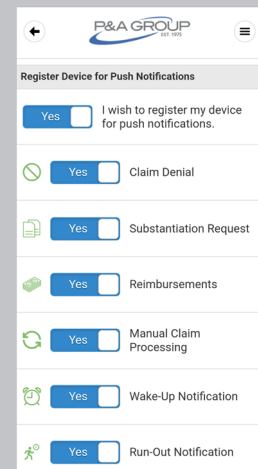 P&A GROUP
EST. 1975
Register Device for Push Notifications
Yes
I wish to register my device
for push notifications.
Yes
Claim Denial
Yes
Substantiation Request
Yes
Reimbursements
Yes
Manual Claim
Processing
Yes
Wake-Up Notification
Yes
Run-Out Notification